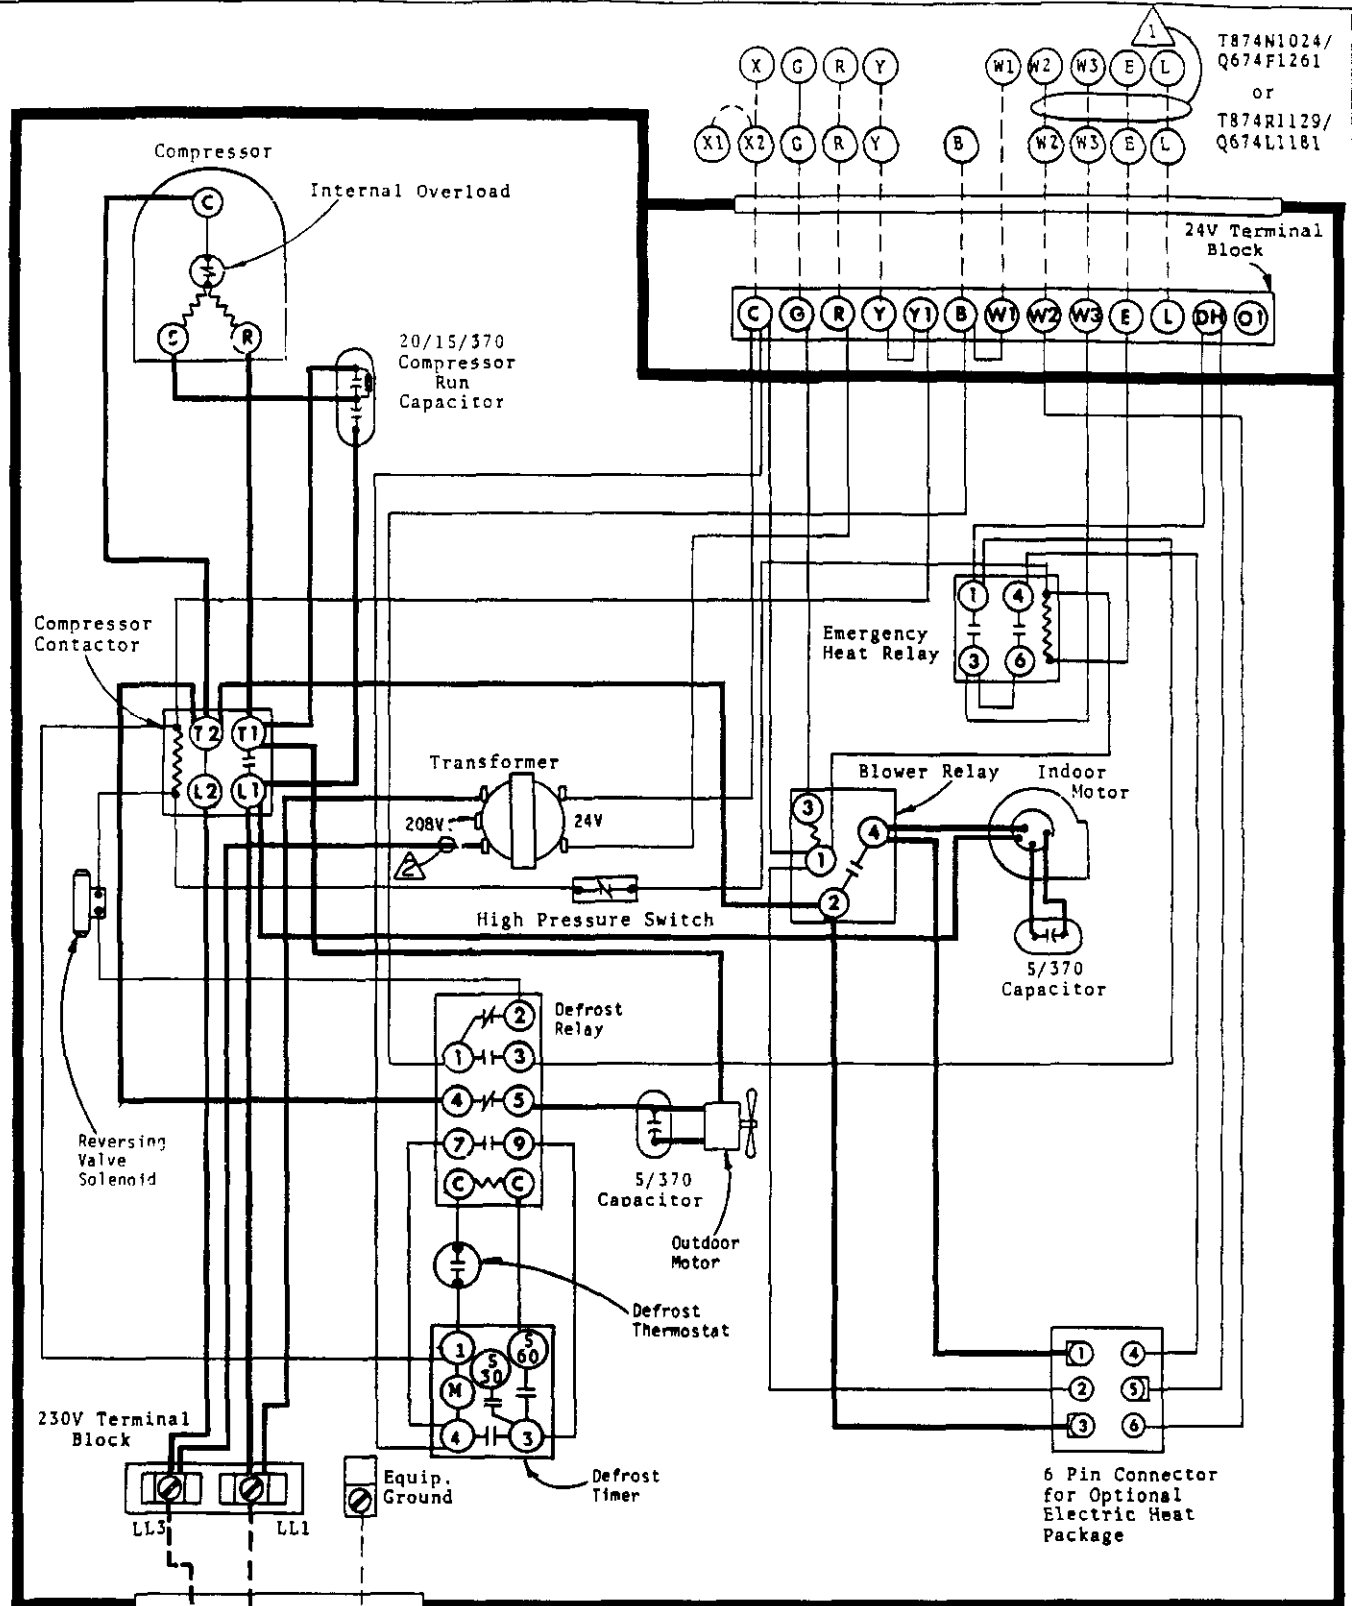 1
T874N1024/
Q674F1261
or
T874R1129/
Q674L1181
X G R Y W1 W2 W3 E L
X1 X2 G R Y B W2 W3 E L
24V Terminal
Block
C G R Y Y1 B W1 W2 W3 E L DH O1
Compressor
Internal Overload
C
S R
20/15/370
Compressor
Run
Capacitor
Compressor
Contactor
T2 T1
L2 L1
Emergency
Heat Relay
1 4
3 6
Transformer
208V.
24V
2
Blower Relay
3
4
1
2
Indoor
Motor
5/370
Capacitor
High Pressure Switch
Reversing
Valve
Solenoid
Defrost
Relay
2
1 3
4 5
7 9
C C
5/370
Capacitor
Outdoor
Motor
Defrost
Thermostat
1
S
30
S
60
M
4 3
Defrost
Timer
230V Terminal
Block
LL3 LL1
Equip.
Ground
1 4
2 5
3 6
6 Pin Connector
for Optional
Electric Heat
Package